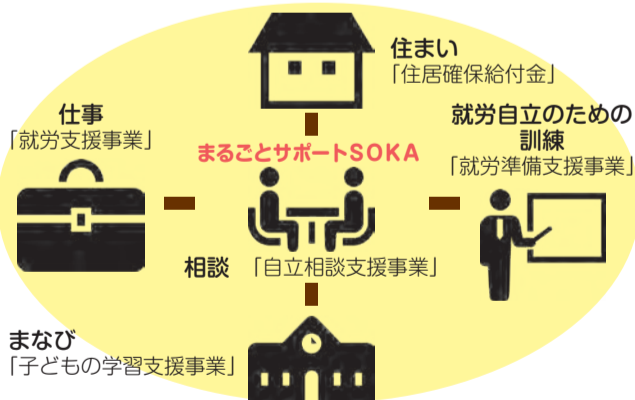 住まい
「住居確保給付金」
仕事
「就労支援事業」
就労自立のための
訓練
「就労準備支援事業」
まるごとサポートSOKA
相談 「自立相談支援事業」
まなび
「子どもの学習支援事業」